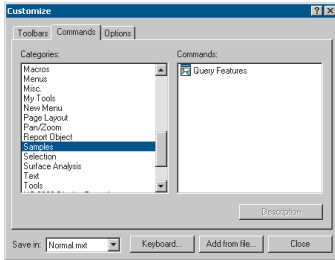 Customize
Toolbars Commands Options
Categories: Commands:
Macros
Menus
Misc.
My Tools
New Menu
Page Layout
Pan/Zoom
Report Object
Samples
Selection
Surface Analysis
Text
Tools
Query Features
Description
Save in: Normal.mxt Keyboard... Add from file... Close